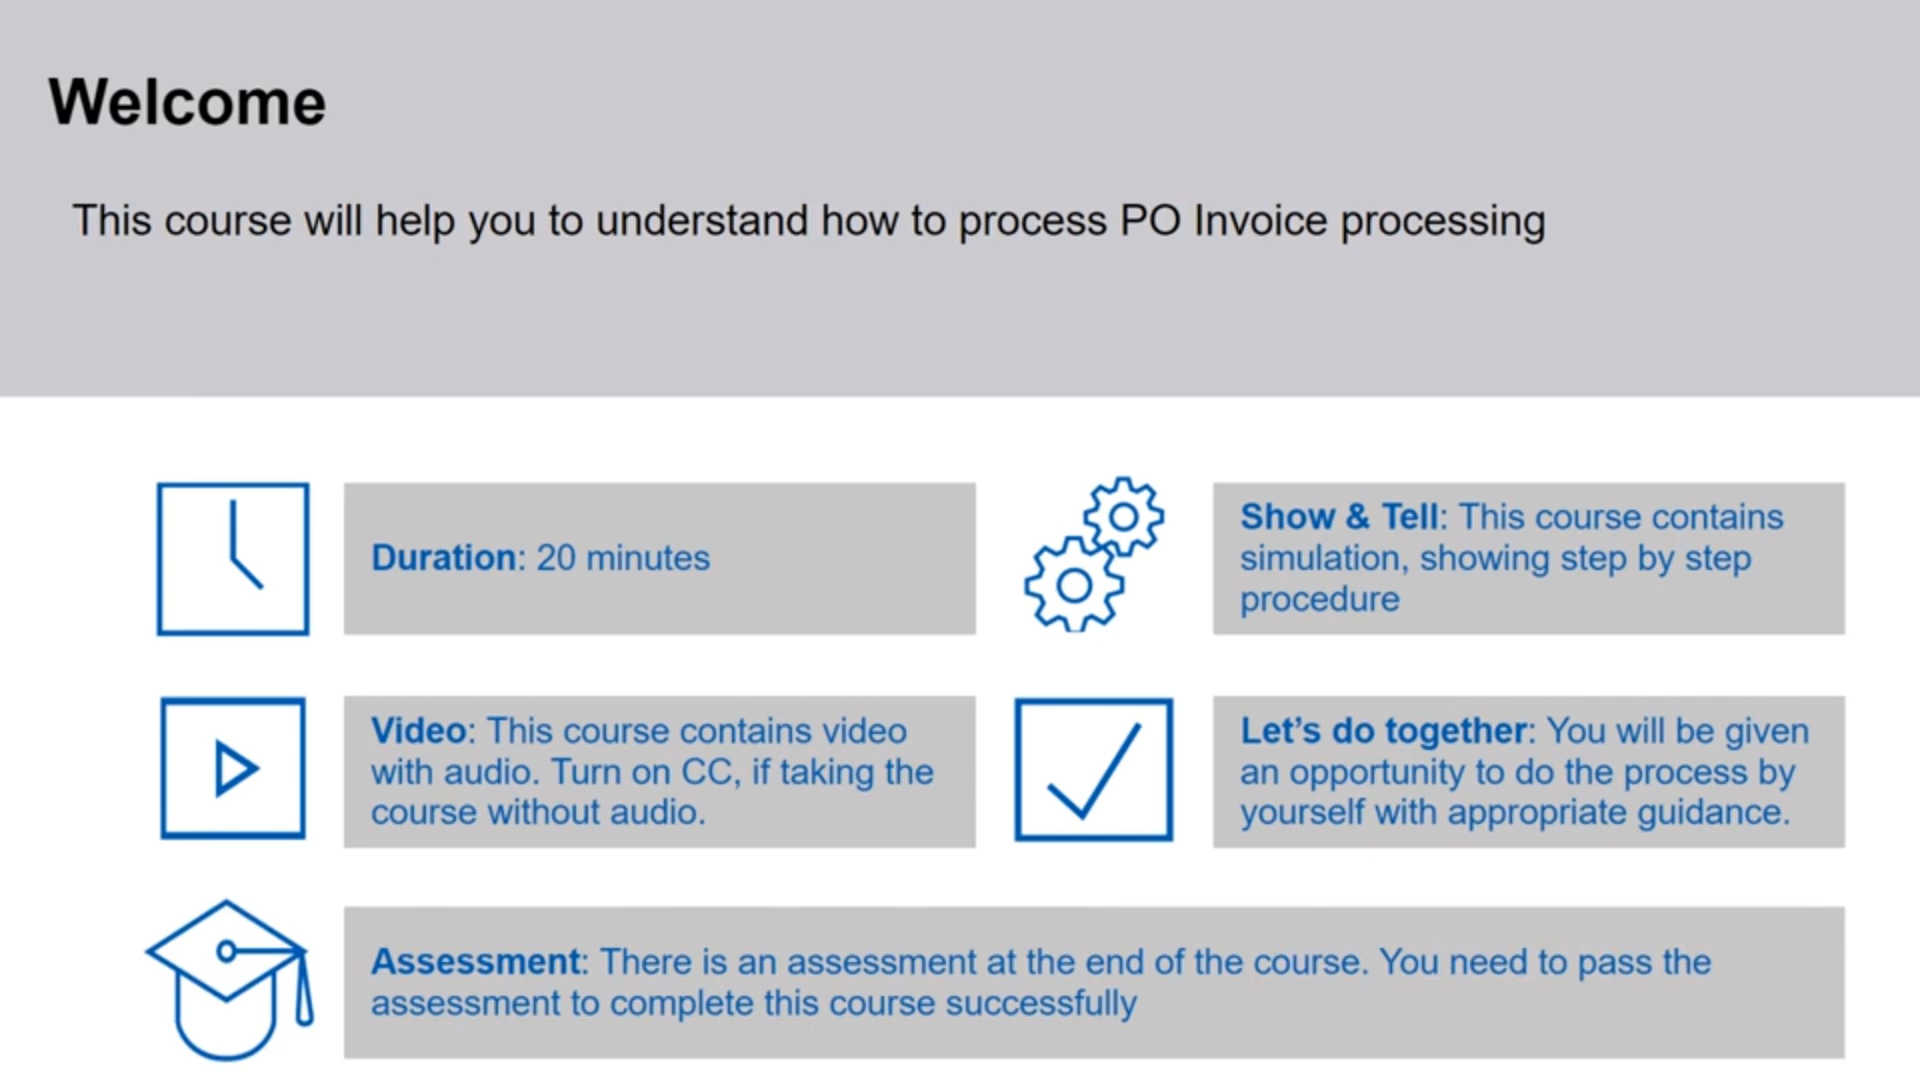 Welcome
This course will help you to understand how to process PO Invoice processing
Duration: 20 minutes
Show & Tell: This course contains
simulation, showing step by step
procedure
Video: This course contains video
with audio. Turn on CC, if taking the
course without audio.
Let’s do together: You will be given
an opportunity to do the process by
yourself with appropriate guidance.
Assessment: There is an assessment at the end of the course. You need to pass the
assessment to complete this course successfully